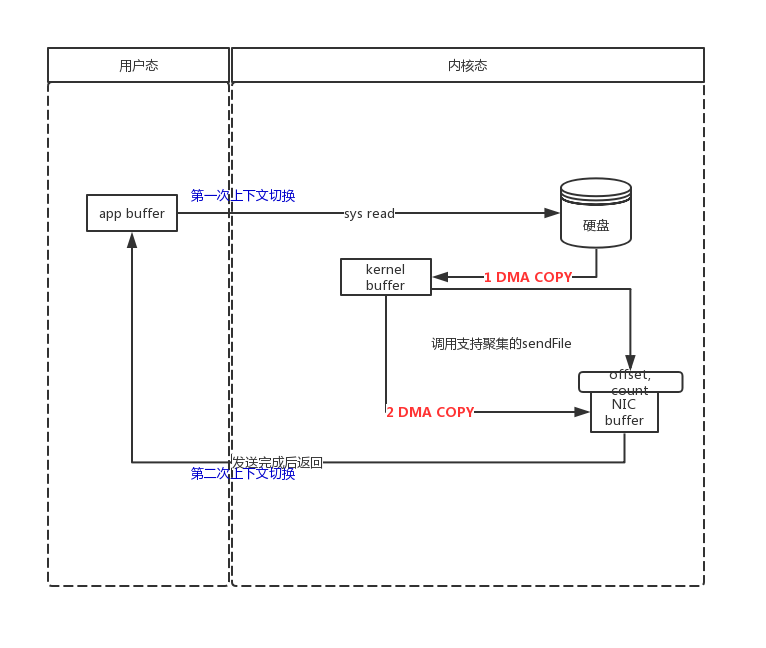 用户态
内核态
第一次上下文切换
app buffer
sys read
硬盘
kernel
buffer
1 DMA COPY
调用支持聚集的sendFile
offset,
count
NIC
buffer
2 DMA COPY
发送完成后返回
第二次上下文切换